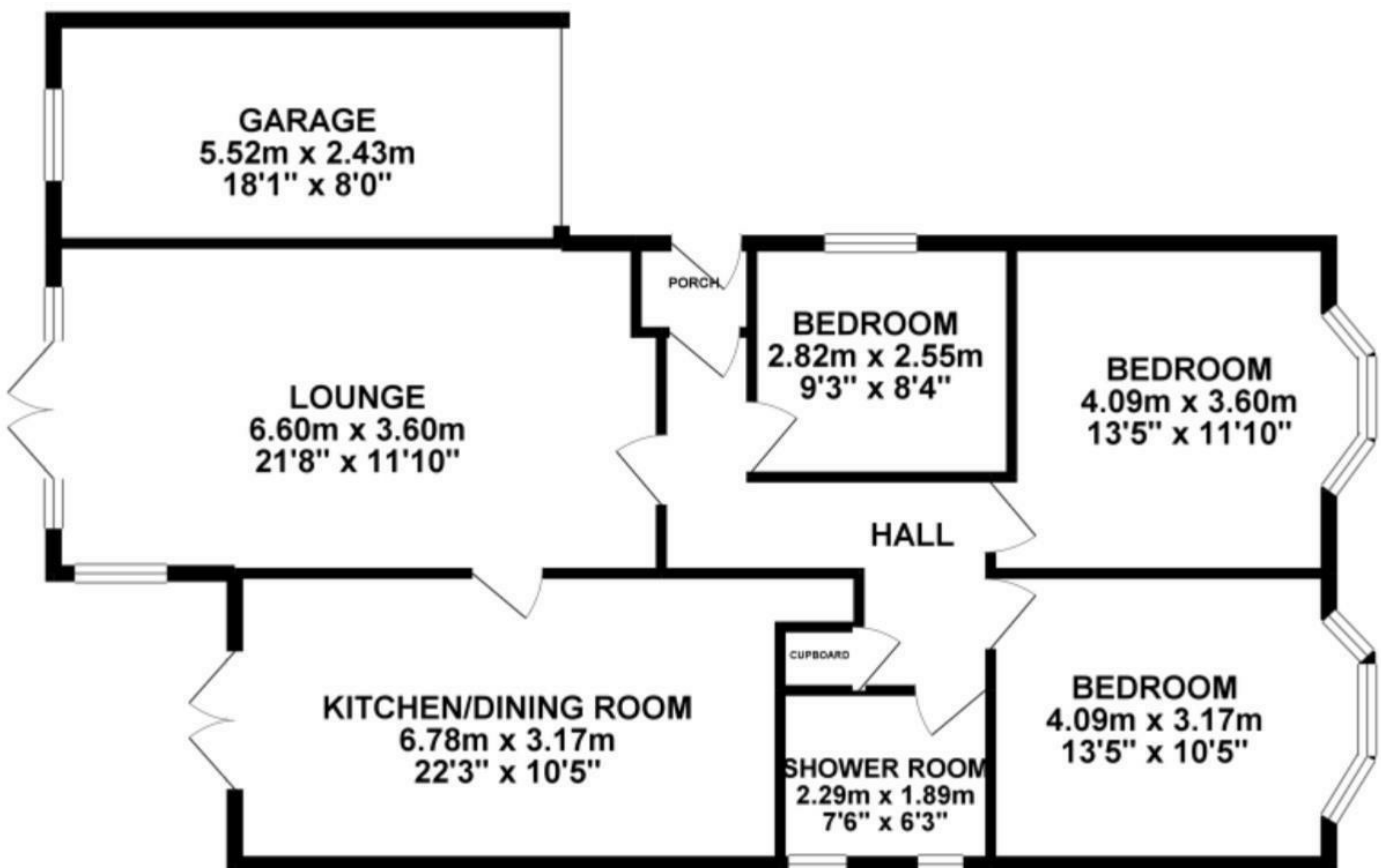 GARAGE
5.52m x 2.43m
18'1" x 8'0"
PORCH
BEDROOM
2.82m x 2.55m
9'3" x 8'4"
BEDROOM
4.09m x 3.60m
13'5" x 11'10"
LOUNGE
6.60m x 3.60m
21'8" x 11'10"
HALL
CUPBOARD
KITCHEN/DINING ROOM
6.78m x 3.17m
22'3" x 10'5"
SHOWER ROOM
2.29m x 1.89m
7'6" x 6'3"
BEDROOM
4.09m x 3.17m
13'5" x 10'5"